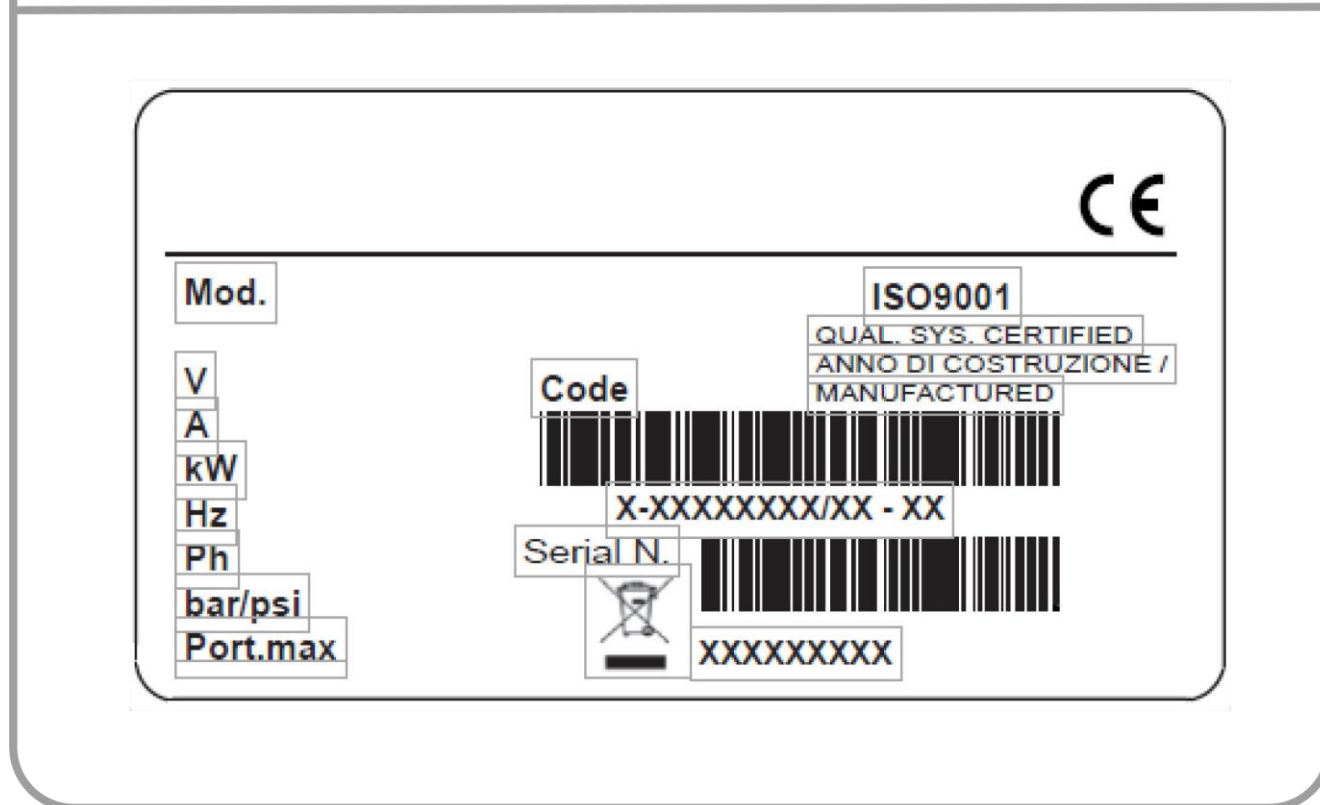 CE
Mod.
ISO9001
QUAL. SYS. CERTIFIED
ANNO DI COSTRUZIONE /
MANUFACTURED
V
Code
A
kW
X-XXXXXXXX/XX - XX
Hz
Serial N.
Ph
bar/psi
Port.max
XXXXXXXXX